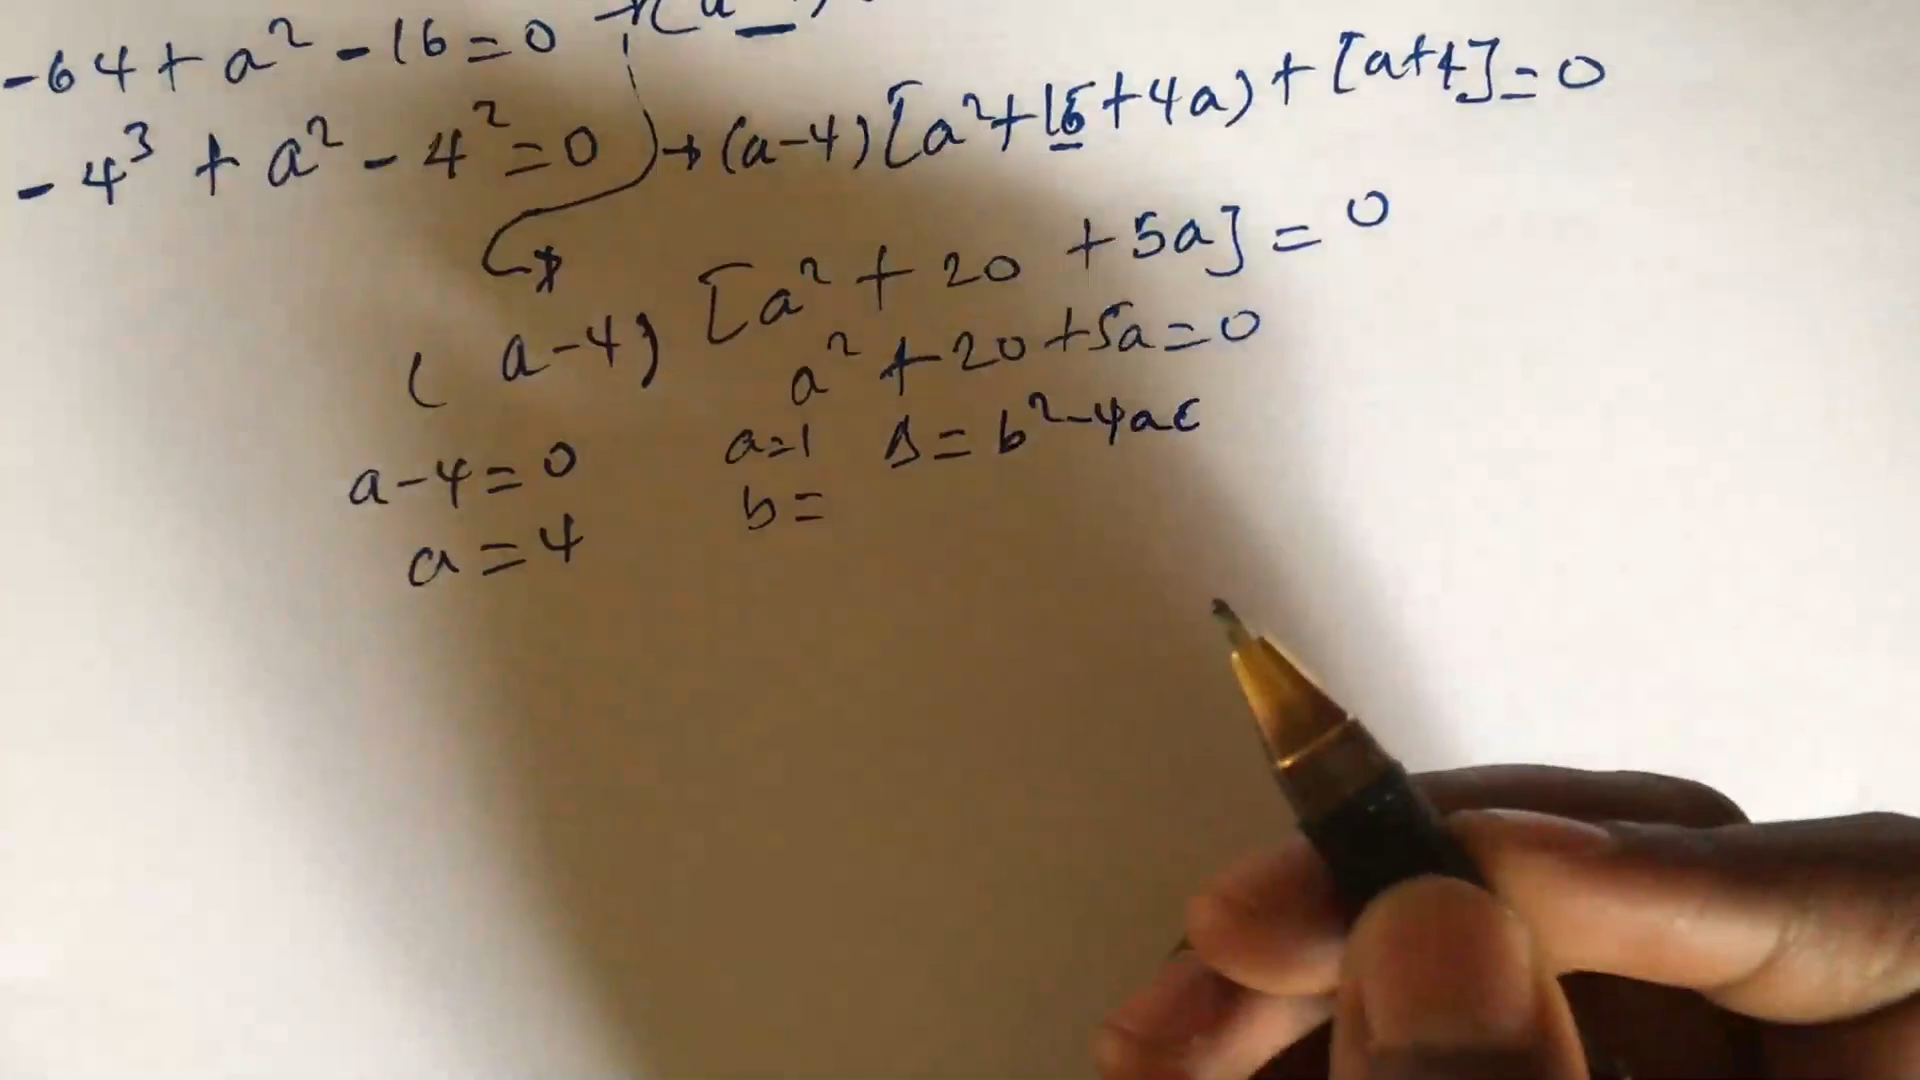 -64+a²-16=0 →(a
-4³+a²-4²=0 → (a-4)[a²+16+4a)+[a+4]=0
(a-4) [a²+20+5a]=0
a²+20+5a=0
a-4=0 a=1 Δ=b²-4ac
a=4 b=